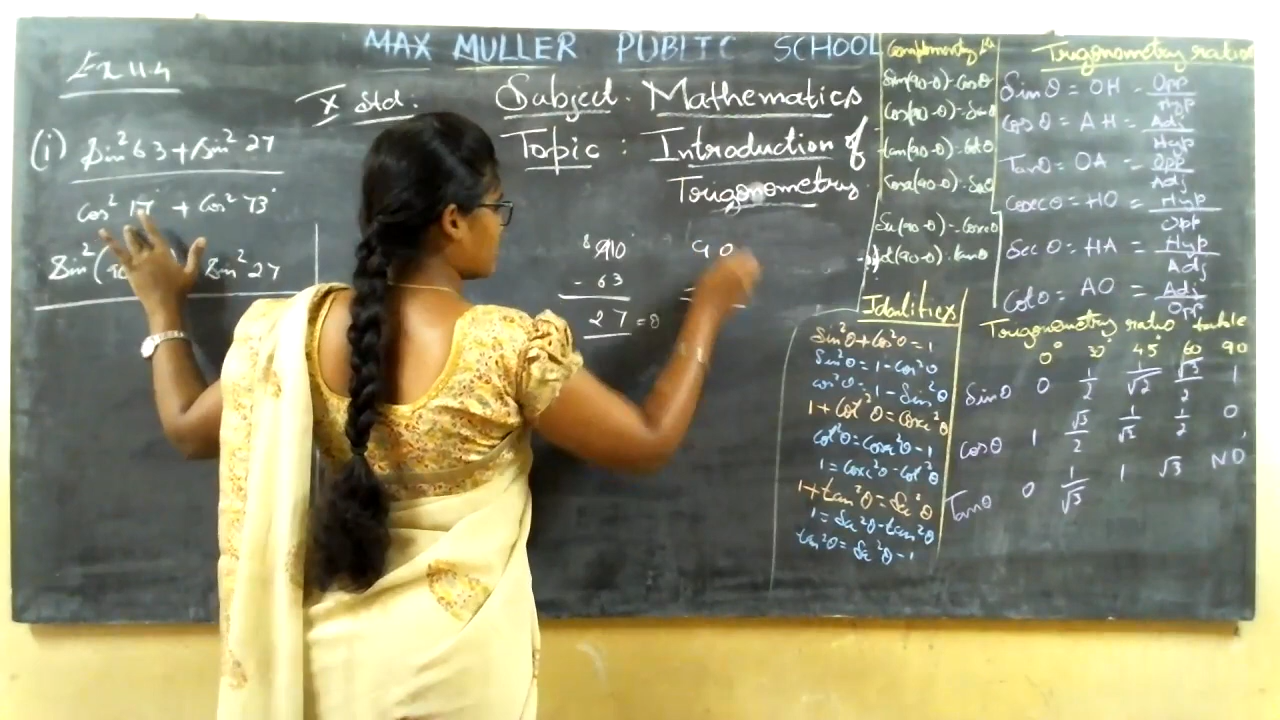 MAX MULLER PUBLIC SCHOOL
Ex 11.4
X Std:
Subject: Mathematics
Topic: Introduction of
Trigonometry
(i) Sin²63 + Sin²27
cos²17° + cos²73°
Sin²(90 Sin²27
8 9 10
- 63
27 = θ
90
Sin(90-θ)=cosθ
cos(90-θ)=Sinθ
tan(90-θ)=cotθ
Cosec(90-θ)=Secθ
Sec(90-θ)=Cosecθ
cot(90-θ)=tanθ
Trigonometry ratio
Sinθ = OH = Opp/Hyp
Cosθ = AH = Adj/Hyp
Tanθ = OA = Opp/Adj
Cosecθ = HO = Hyp/Opp
Secθ = HA = Hyp/Adj
Cotθ = AO = Adj/Opp
Identities
Sin²θ + Cos²θ = 1
Sin²θ = 1 - Cos²θ
cos²θ = 1 - Sin²θ
1 + Cot²θ = Cosec²θ
Cot²θ = Cosec²θ - 1
1 = Cosec²θ - Cot²θ
1 + tan²θ = Sec²θ
1 = Sec²θ - tan²θ
tan²θ = Sec²θ - 1
Trigonometry ratio table
0° 30° 45° 60 90
Sinθ 0 1/2 1/√2 √3/2 1
cosθ 1 √3/2 1/√2 1/2 0
Tanθ 0 1/√3 1 √3 ND